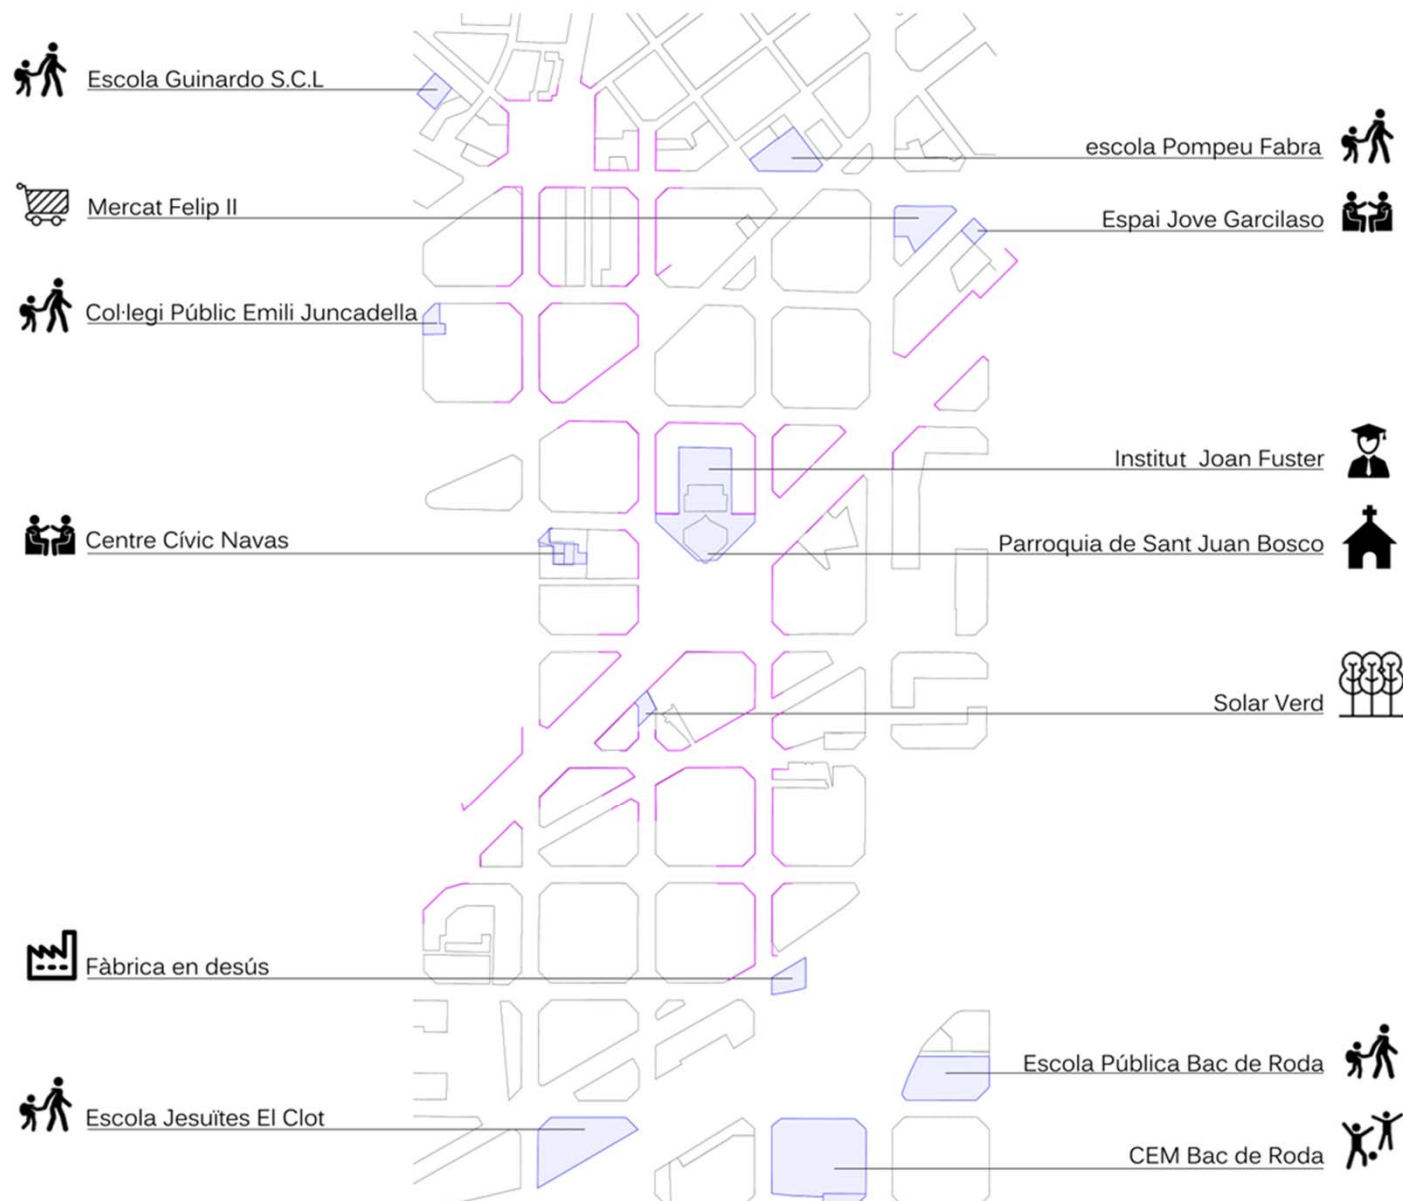 Escola Guinardo S.C.L
escola Pompeu Fabra
Mercat Felip II
Espai Jove Garcilaso
Col·legi Públic Emili Juncadella
Institut Joan Fuster
Centre Cívic Navas
Parroquia de Sant Juan Bosco
Solar Verd
Fàbrica en desús
Escola Pública Bac de Roda
Escola Jesuïtes El Clot
CEM Bac de Roda